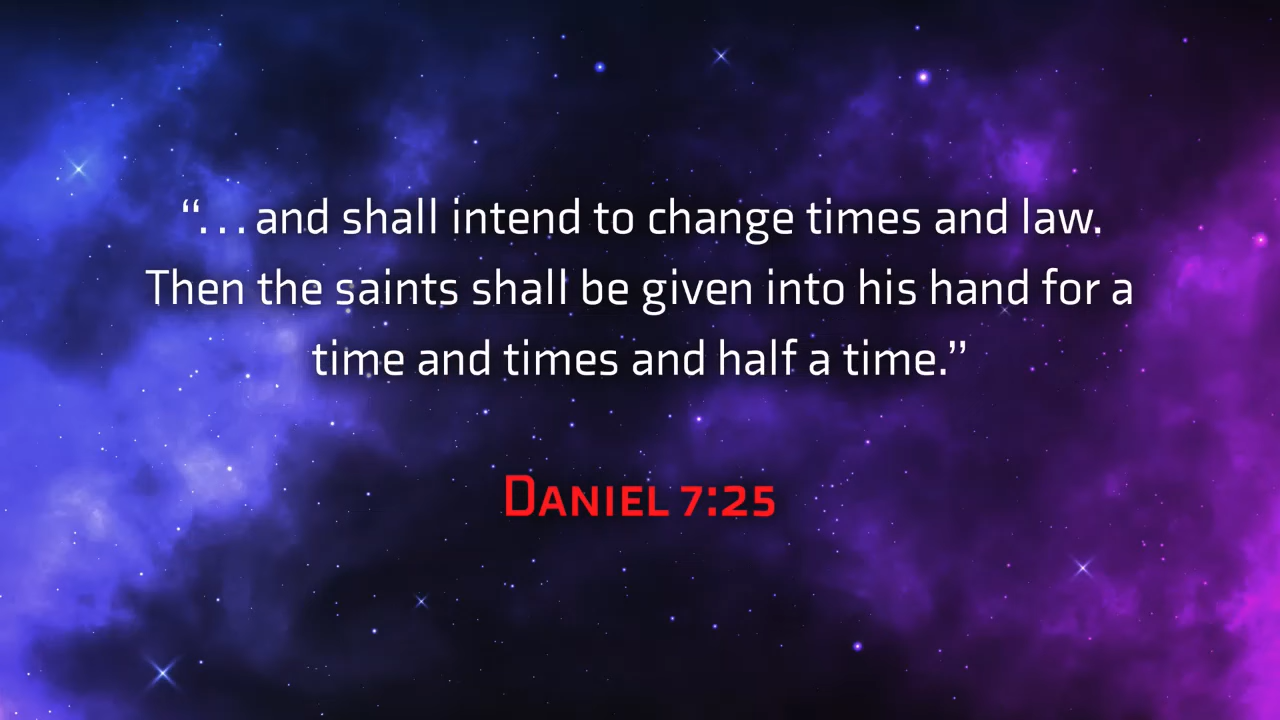 “. . . and shall intend to change times and law.
Then the saints shall be given into his hand for a
time and times and half a time.”
Daniel 7:25